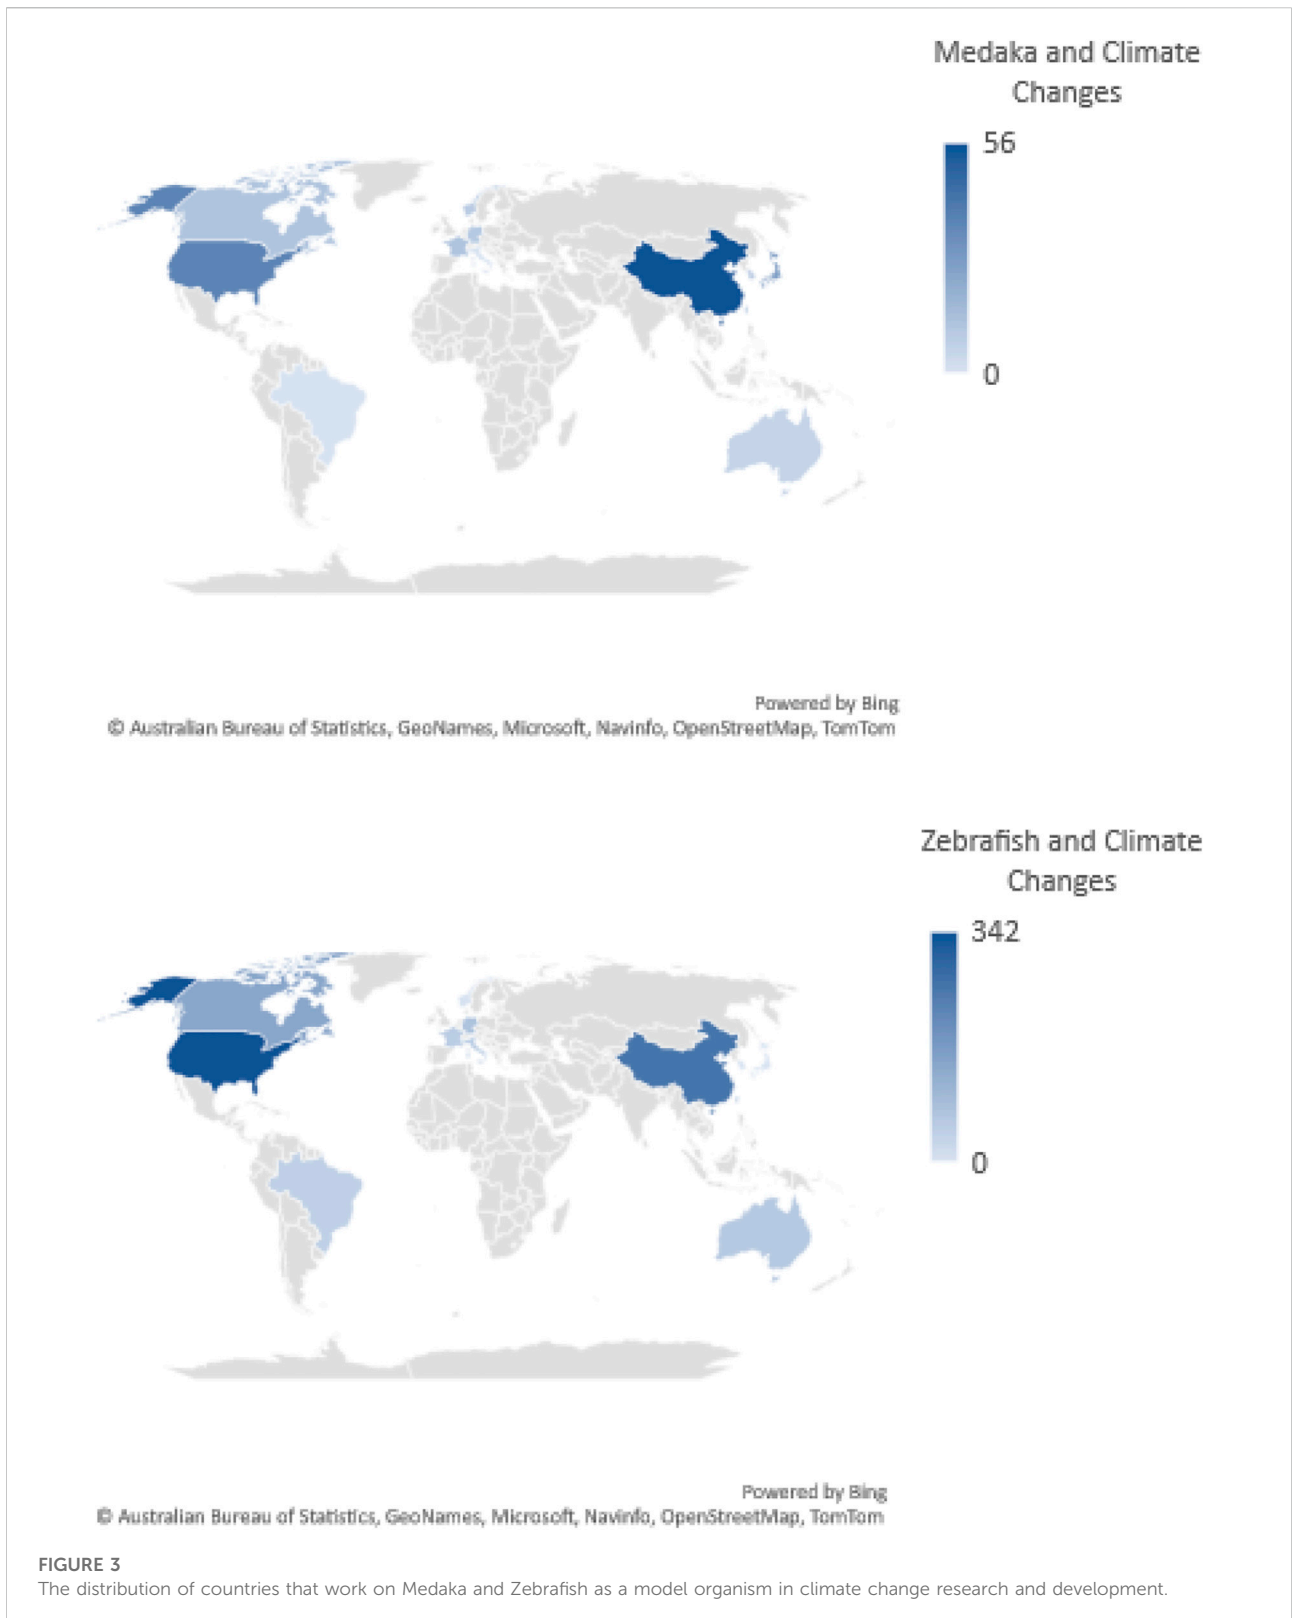 Medaka and Climate
Changes
56
0
Powered by Bing
© Australian Bureau of Statistics, GeoNames, Microsoft, Navinfo, OpenStreetMap, TomTom
Zebrafish and Climate
Changes
342
0
Powered by Bing
© Australian Bureau of Statistics, GeoNames, Microsoft, Navinfo, OpenStreetMap, TomTom
FIGURE 3
The distribution of countries that work on Medaka and Zebrafish as a model organism in climate change research and development.